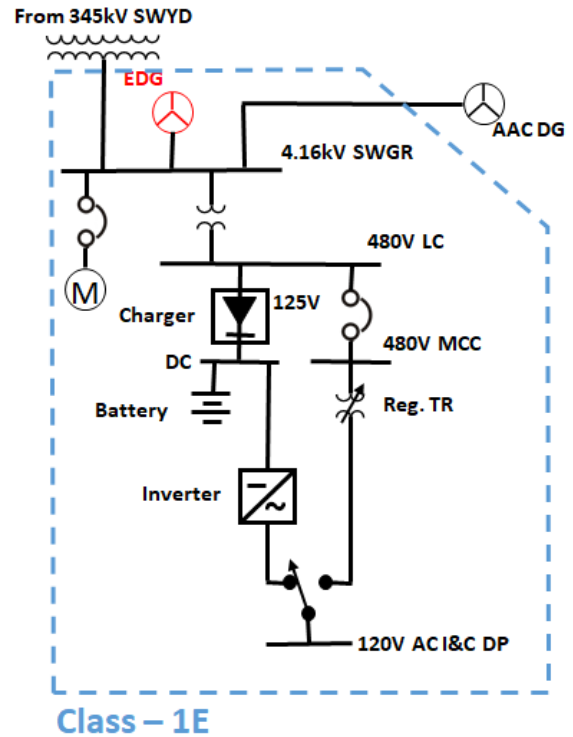 From 345kV SWYD
EDG
AAC DG
4.16kV SWGR
480V LC
M
125V
Charger
480V MCC
DC
Battery
Reg. TR
Inverter
120V AC I&C DP
Class – 1E